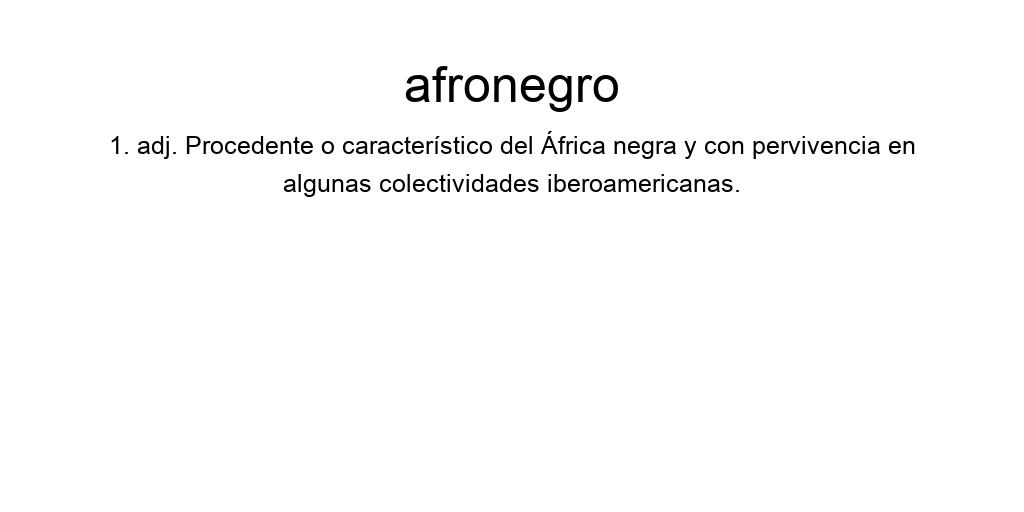 afronegro
1. adj. Procedente o característico del África negra y con pervivencia en
algunas colectividades iberoamericanas.